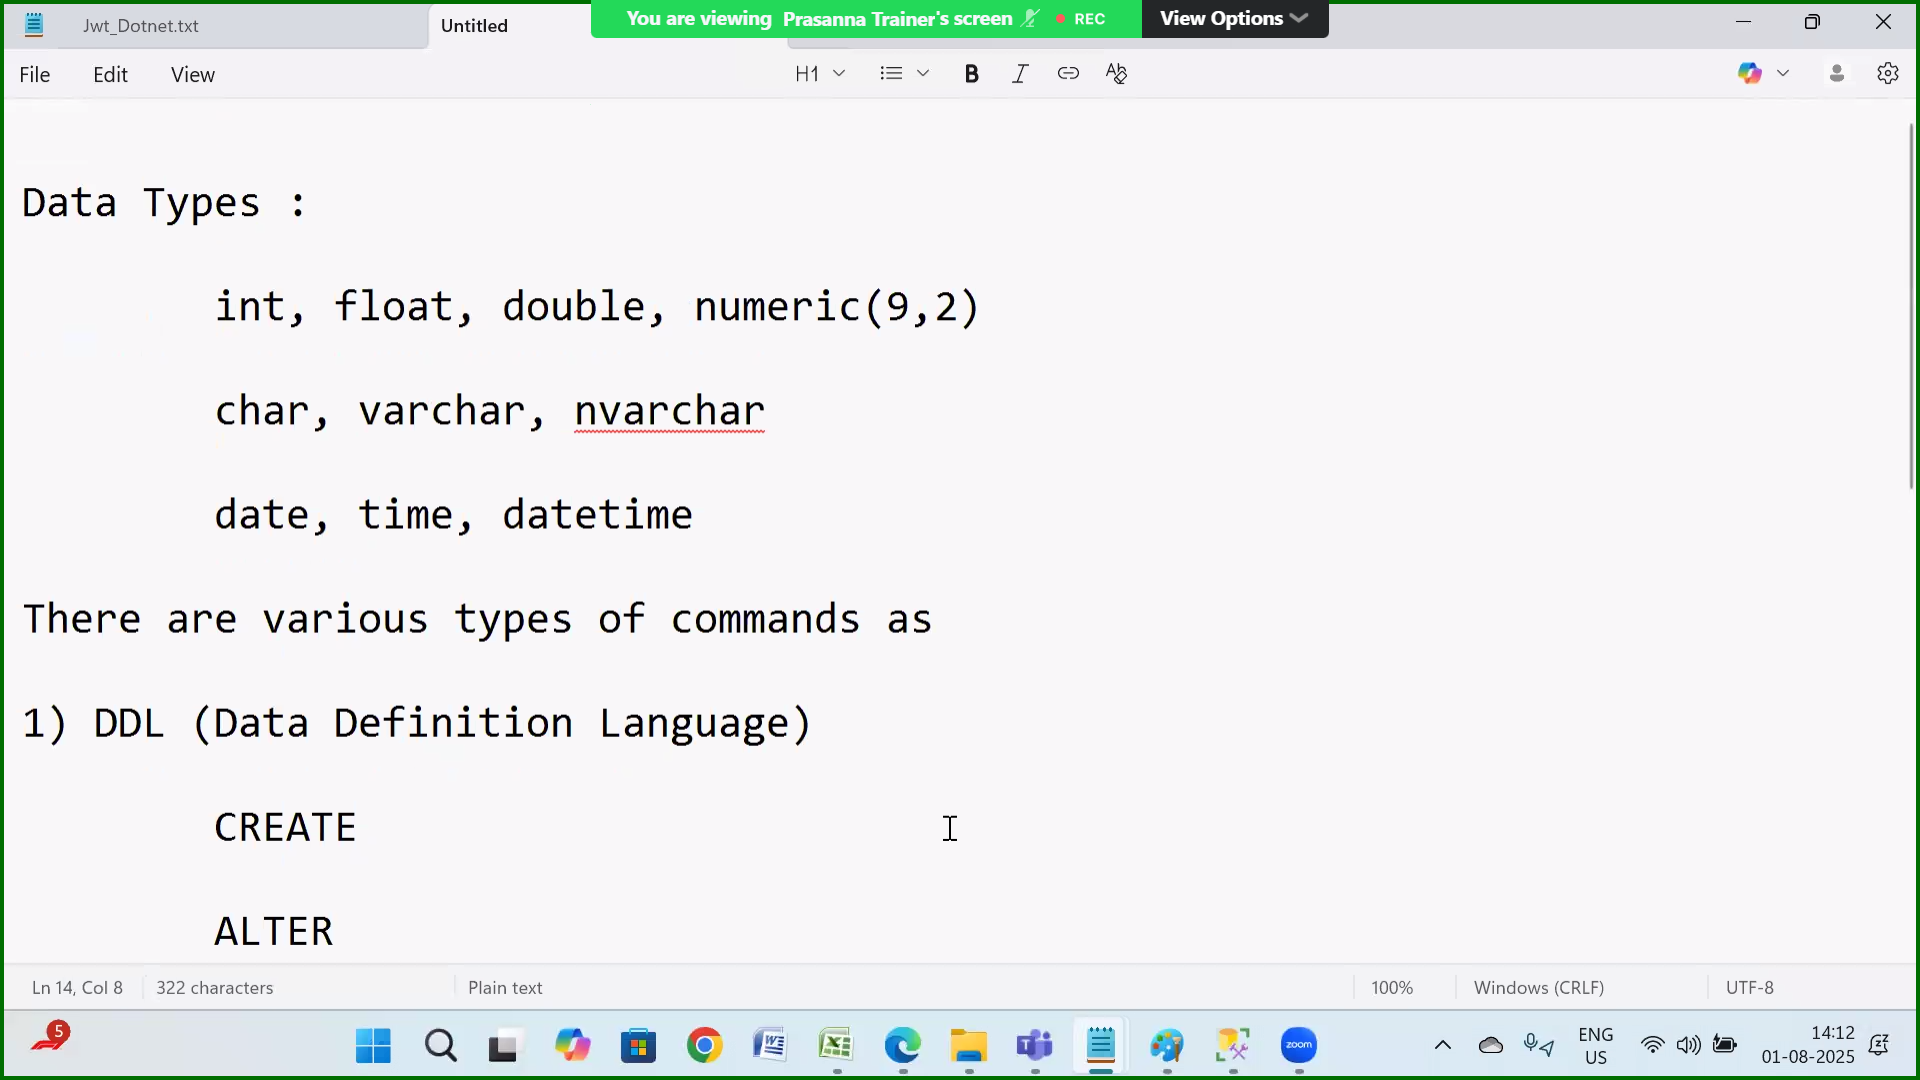 Jwt_Dotnet.txt
Untitled
You are viewing Prasanna Trainer's screen
REC
View Options
File
Edit
View
H1
B
I
Data Types :
int, float, double, numeric(9,2)
char, varchar, nvarchar
date, time, datetime
There are various types of commands as
1) DDL (Data Definition Language)
CREATE
ALTER
Ln 14, Col 8
322 characters
Plain text
100%
Windows (CRLF)
UTF-8
5
zoom
ENG
US
14:12
01-08-2025